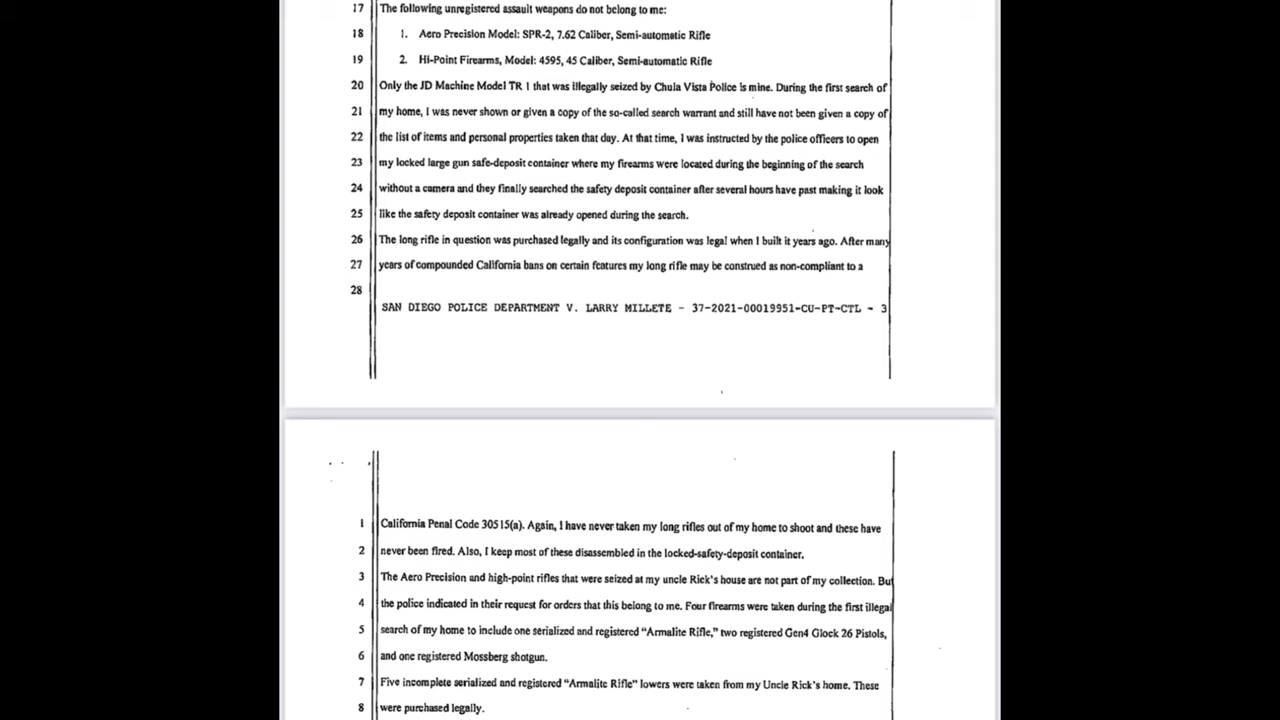 17 The following unregistered assault weapons do not belong to me:
18 1. Aero Precision Model: SPR-2, 7.62 Caliber, Semi-automatic Rifle
19 2. Hi-Point Firearms, Model: 4595, 45 Caliber, Semi-automatic Rifle
20 Only the JD Machine Model TR 1 that was illegally seized by Chula Vista Police is mine. During the first search of
21 my home, I was never shown or given a copy of the so-called search warrant and still have not been given a copy of
22 the list of items and personal properties taken that day. At that time, I was instructed by the police officers to open
23 my locked large gun safe-deposit container where my firearms were located during the beginning of the search
24 without a camera and they finally searched the safety deposit container after several hours have past making it look
25 like the safety deposit container was already opened during the search.
26 The long rifle in question was purchased legally and its configuration was legal when I built it years ago. After many
27 years of compounded California bans on certain features my long rifle may be construed as non-compliant to a
28
SAN DIEGO POLICE DEPARTMENT V. LARRY MILLETE - 37-2021-00019951-CU-PT-CTL - 3
1 California Penal Code 30515(a). Again, I have never taken my long rifles out of my home to shoot and these have
2 never been fired. Also, I keep most of these disassembled in the locked-safety-deposit container.
3 The Aero Precision and high-point rifles that were seized at my uncle Rick's house are not part of my collection. But
4 the police indicated in their request for orders that this belong to me. Four firearms were taken during the first illegal
5 search of my home to include one serialized and registered "Armalite Rifle," two registered Gen4 Glock 26 Pistols,
6 and one registered Mossberg shotgun.
7 Five incomplete serialized and registered "Armalite Rifle" lowers were taken from my Uncle Rick's home. These
8 were purchased legally.